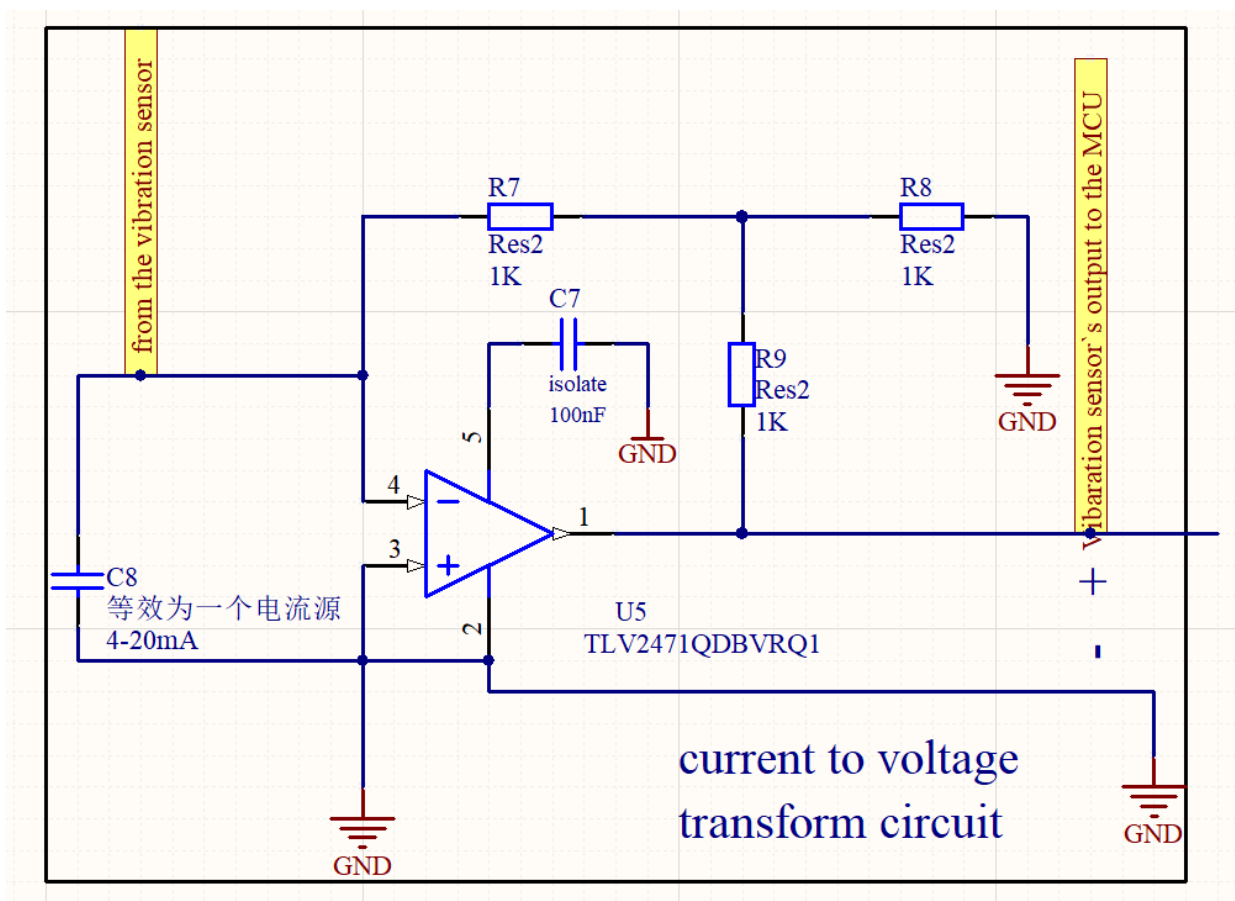 from the vibration sensor
R7
Res2
1K
R8
Res2
1K
C7
isolate
100nF
R9
Res2
1K
5
GND
GND
4
3
1
2
C8
等效为一个电流源
4-20mA
U5
TLV2471QDBVRQ1
Vibaration sensor`s output to the MCU
+
-
current to voltage
transform circuit
GND
GND